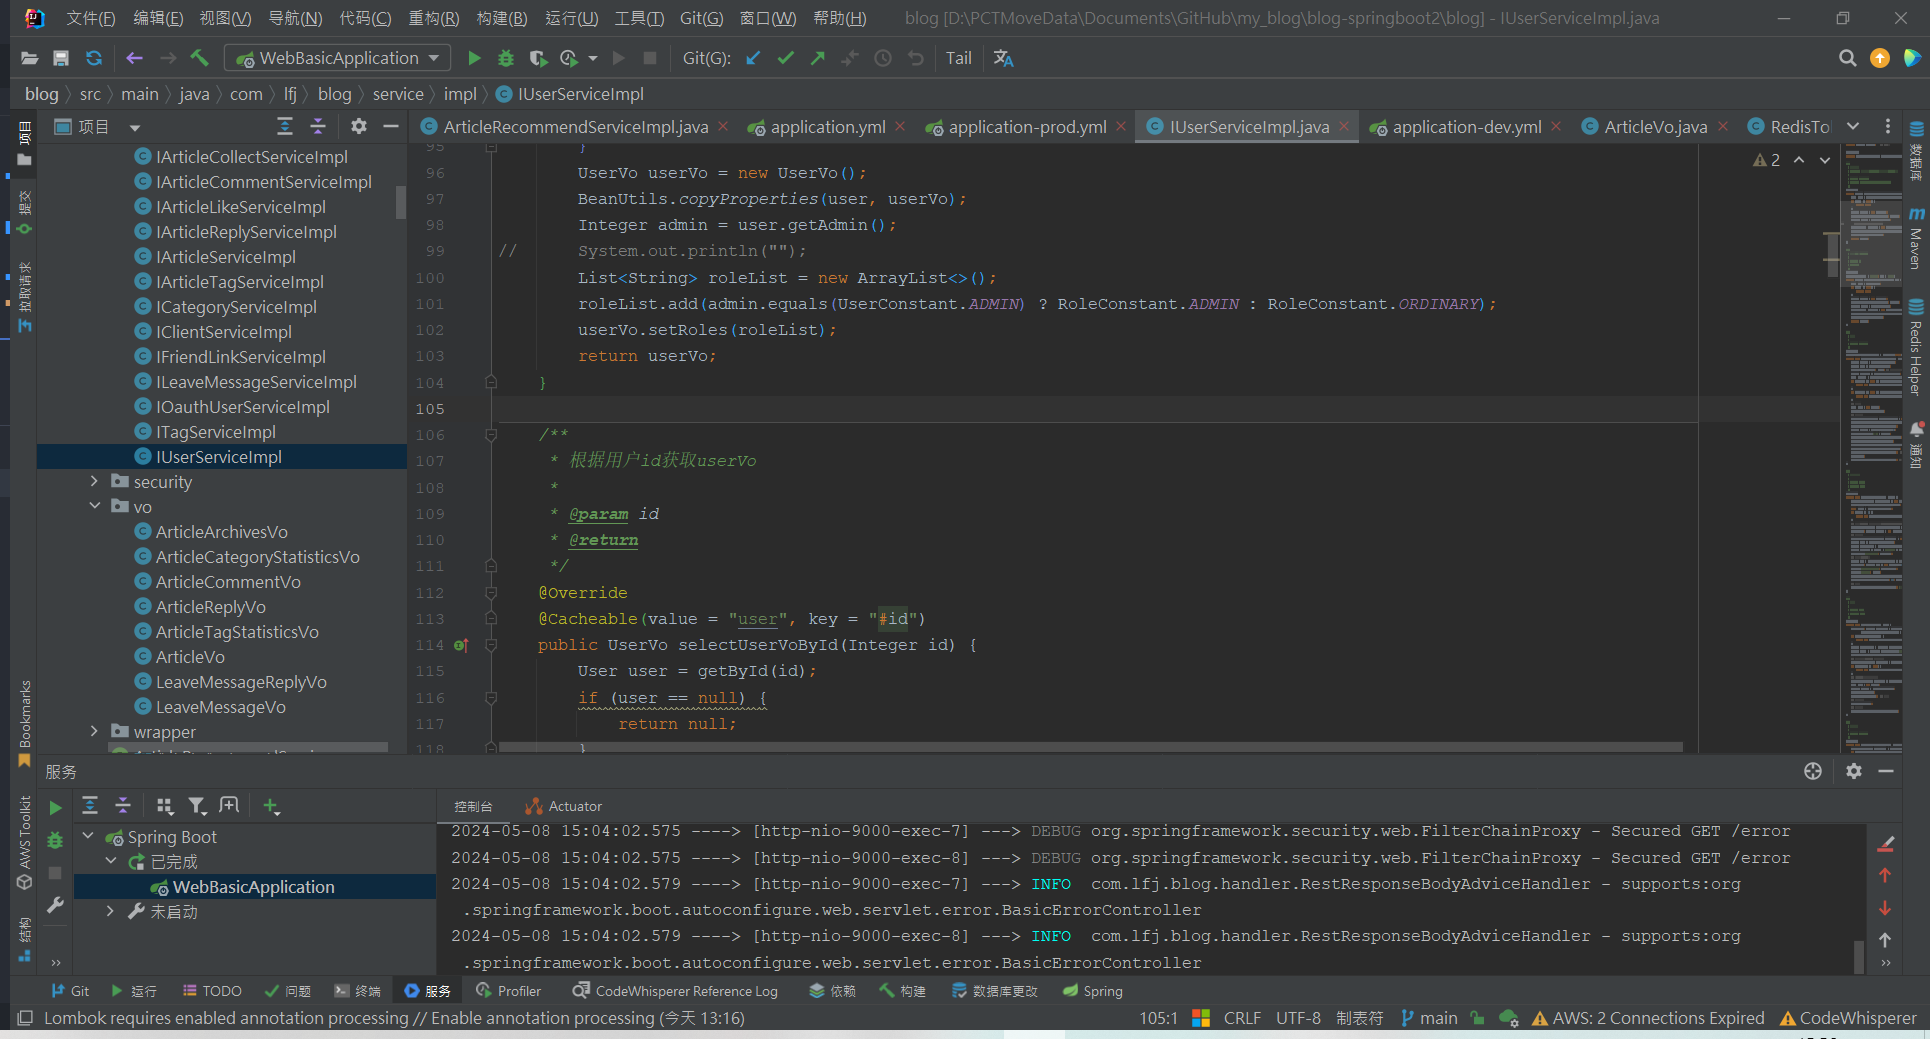 文件(F) 编辑(E) 视图(V) 导航(N) 代码(C) 重构(R) 构建(B) 运行(U) 工具(T) Git(G) 窗口(W) 帮助(H) blog [D:\PCTMoveData\Documents\GitHub\my_blog\blog-springboot2\blog] - IUserServiceImpl.java
WebBasicApplication Git(G): Tail
blog src main java com lfj blog service impl IUserServiceImpl
项目
ArticleRecommendServiceImpl.java application.yml application-prod.yml IUserServiceImpl.java application-dev.yml ArticleVo.java RedisTo
项目
提交
拉取请求
Bookmarks
AWS Toolkit
结构
IArticleCollectServiceImpl
IArticleCommentServiceImpl
IArticleLikeServiceImpl
IArticleReplyServiceImpl
IArticleServiceImpl
IArticleTagServiceImpl
ICategoryServiceImpl
IClientServiceImpl
IFriendLinkServiceImpl
ILeaveMessageServiceImpl
IOauthUserServiceImpl
ITagServiceImpl
IUserServiceImpl
security
vo
ArticleArchivesVo
ArticleCategoryStatisticsVo
ArticleCommentVo
ArticleReplyVo
ArticleTagStatisticsVo
ArticleVo
LeaveMessageReplyVo
LeaveMessageVo
wrapper
2
95 }
96 UserVo userVo = new UserVo();
97 BeanUtils.copyProperties(user, userVo);
98 Integer admin = user.getAdmin();
99 // System.out.println("");
100 List<String> roleList = new ArrayList<>();
101 roleList.add(admin.equals(UserConstant.ADMIN) ? RoleConstant.ADMIN : RoleConstant.ORDINARY);
102 userVo.setRoles(roleList);
103 return userVo;
104 }
105
106 /**
107 * 根据用户id获取userVo
108 *
109 * @param id
110 * @return
111 */
112 @Override
113 @Cacheable(value = "user", key = "#id")
114 public UserVo selectUserVoById(Integer id) {
115 User user = getById(id);
116 if (user == null) {
117 return null;
118 }
数据库
Maven
Redis Helper
通知
服务
Spring Boot
已完成
WebBasicApplication
未启动
控制台 Actuator
2024-05-08 15:04:02.575 ----> [http-nio-9000-exec-7] ---> DEBUG org.springframework.security.web.FilterChainProxy - Secured GET /error
2024-05-08 15:04:02.575 ----> [http-nio-9000-exec-8] ---> DEBUG org.springframework.security.web.FilterChainProxy - Secured GET /error
2024-05-08 15:04:02.579 ----> [http-nio-9000-exec-7] ---> INFO com.lfj.blog.handler.RestResponseBodyAdviceHandler - supports:org
.springframework.boot.autoconfigure.web.servlet.error.BasicErrorController
2024-05-08 15:04:02.579 ----> [http-nio-9000-exec-8] ---> INFO com.lfj.blog.handler.RestResponseBodyAdviceHandler - supports:org
.springframework.boot.autoconfigure.web.servlet.error.BasicErrorController
Git 运行 TODO 问题 终端 服务 Profiler CodeWhisperer Reference Log 依赖 构建 数据库更改 Spring
Lombok requires enabled annotation processing // Enable annotation processing (今天 13:16) 105:1 CRLF UTF-8 制表符 main AWS: 2 Connections Expired CodeWhisperer